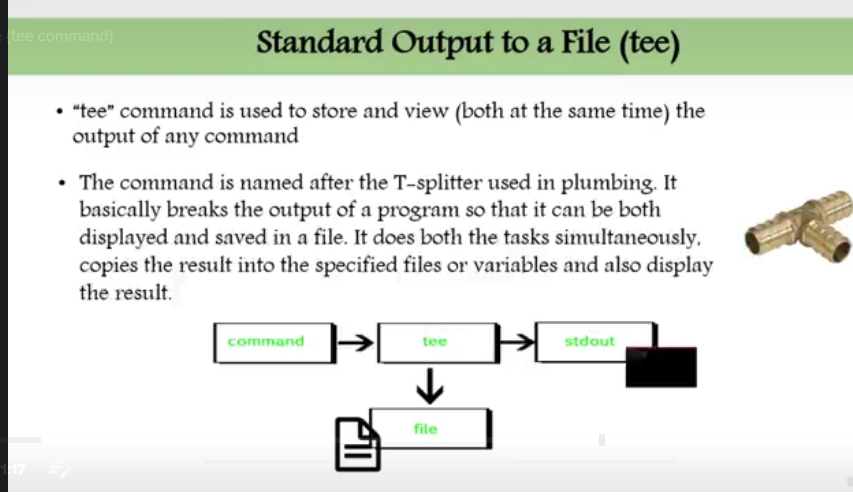 (tee command)
Standard Output to a File (tee)
• “tee” command is used to store and view (both at the same time) the
output of any command
• The command is named after the T-splitter used in plumbing. It
basically breaks the output of a program so that it can be both
displayed and saved in a file. It does both the tasks simultaneously,
copies the result into the specified files or variables and also display
the result.
command
tee
stdout
file
1:17